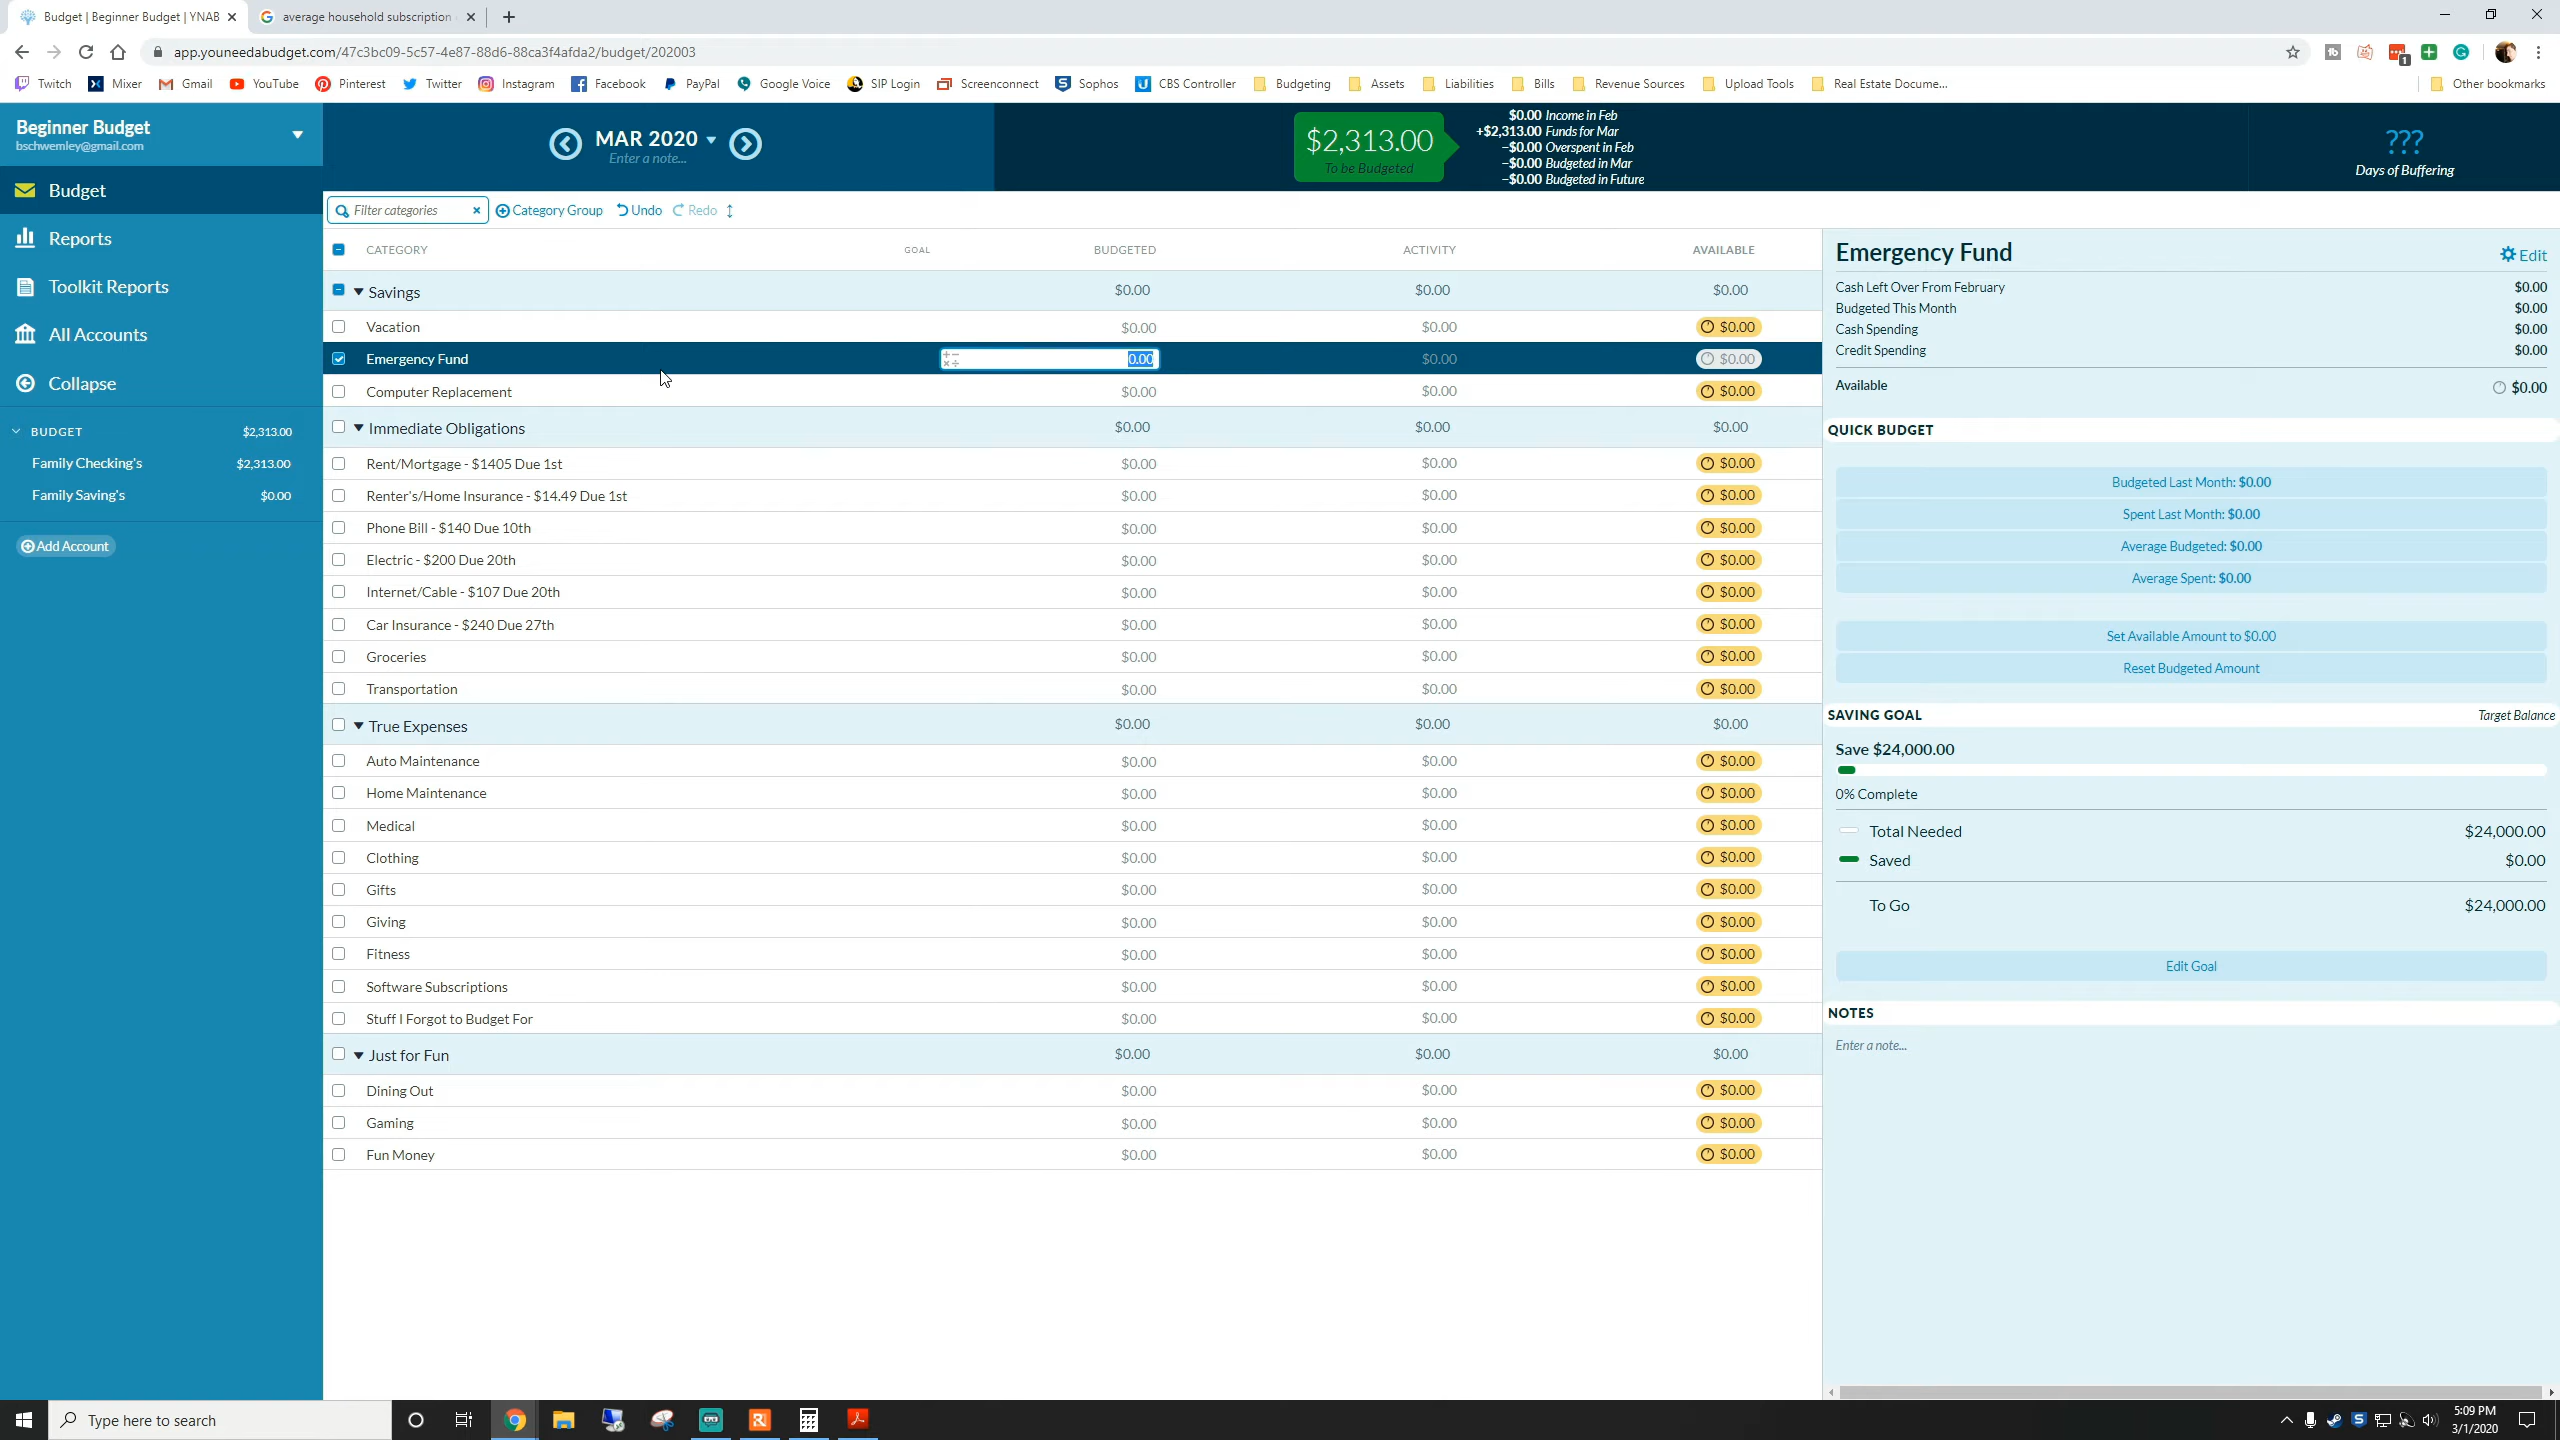 Budget | Beginner Budget | YNAB
average household subscription
app.youneedabudget.com/47c3bc09-5c57-4e87-88d6-88ca3f4afda2/budget/202003
Twitch Mixer Gmail YouTube Pinterest Twitter Instagram Facebook PayPal Google Voice SIP Login Screenconnect Sophos CBS Controller Budgeting Assets Liabilities Bills Revenue Sources Upload Tools Real Estate Docume... Other bookmarks
Beginner Budget
bschwemley@gmail.com
Budget
Reports
Toolkit Reports
All Accounts
Collapse
BUDGET $2,313.00
Family Checking's $2,313.00
Family Saving's $0.00
Add Account
MAR 2020
Enter a note...
$2,313.00
To be Budgeted
$0.00 Income in Feb
+$2,313.00 Funds for Mar
−$0.00 Overspent in Feb
−$0.00 Budgeted in Mar
−$0.00 Budgeted in Future
???
Days of Buffering
Filter categories × Category Group Undo Redo
CATEGORY GOAL BUDGETED ACTIVITY AVAILABLE
Savings $0.00 $0.00 $0.00
Vacation $0.00 $0.00 $0.00
Emergency Fund 0.00 $0.00 $0.00
Computer Replacement $0.00 $0.00 $0.00
Immediate Obligations $0.00 $0.00 $0.00
Rent/Mortgage - $1405 Due 1st $0.00 $0.00 $0.00
Renter's/Home Insurance - $14.49 Due 1st $0.00 $0.00 $0.00
Phone Bill - $140 Due 10th $0.00 $0.00 $0.00
Electric - $200 Due 20th $0.00 $0.00 $0.00
Internet/Cable - $107 Due 20th $0.00 $0.00 $0.00
Car Insurance - $240 Due 27th $0.00 $0.00 $0.00
Groceries $0.00 $0.00 $0.00
Transportation $0.00 $0.00 $0.00
True Expenses $0.00 $0.00 $0.00
Auto Maintenance $0.00 $0.00 $0.00
Home Maintenance $0.00 $0.00 $0.00
Medical $0.00 $0.00 $0.00
Clothing $0.00 $0.00 $0.00
Gifts $0.00 $0.00 $0.00
Giving $0.00 $0.00 $0.00
Fitness $0.00 $0.00 $0.00
Software Subscriptions $0.00 $0.00 $0.00
Stuff I Forgot to Budget For $0.00 $0.00 $0.00
Just for Fun $0.00 $0.00 $0.00
Dining Out $0.00 $0.00 $0.00
Gaming $0.00 $0.00 $0.00
Fun Money $0.00 $0.00 $0.00
Emergency Fund Edit
Cash Left Over From February $0.00
Budgeted This Month $0.00
Cash Spending $0.00
Credit Spending $0.00
Available $0.00
QUICK BUDGET
Budgeted Last Month: $0.00
Spent Last Month: $0.00
Average Budgeted: $0.00
Average Spent: $0.00
Set Available Amount to $0.00
Reset Budgeted Amount
SAVING GOAL Target Balance
Save $24,000.00
0% Complete
Total Needed $24,000.00
Saved $0.00
To Go $24,000.00
Edit Goal
NOTES
Enter a note...
Type here to search
5:09 PM
3/1/2020